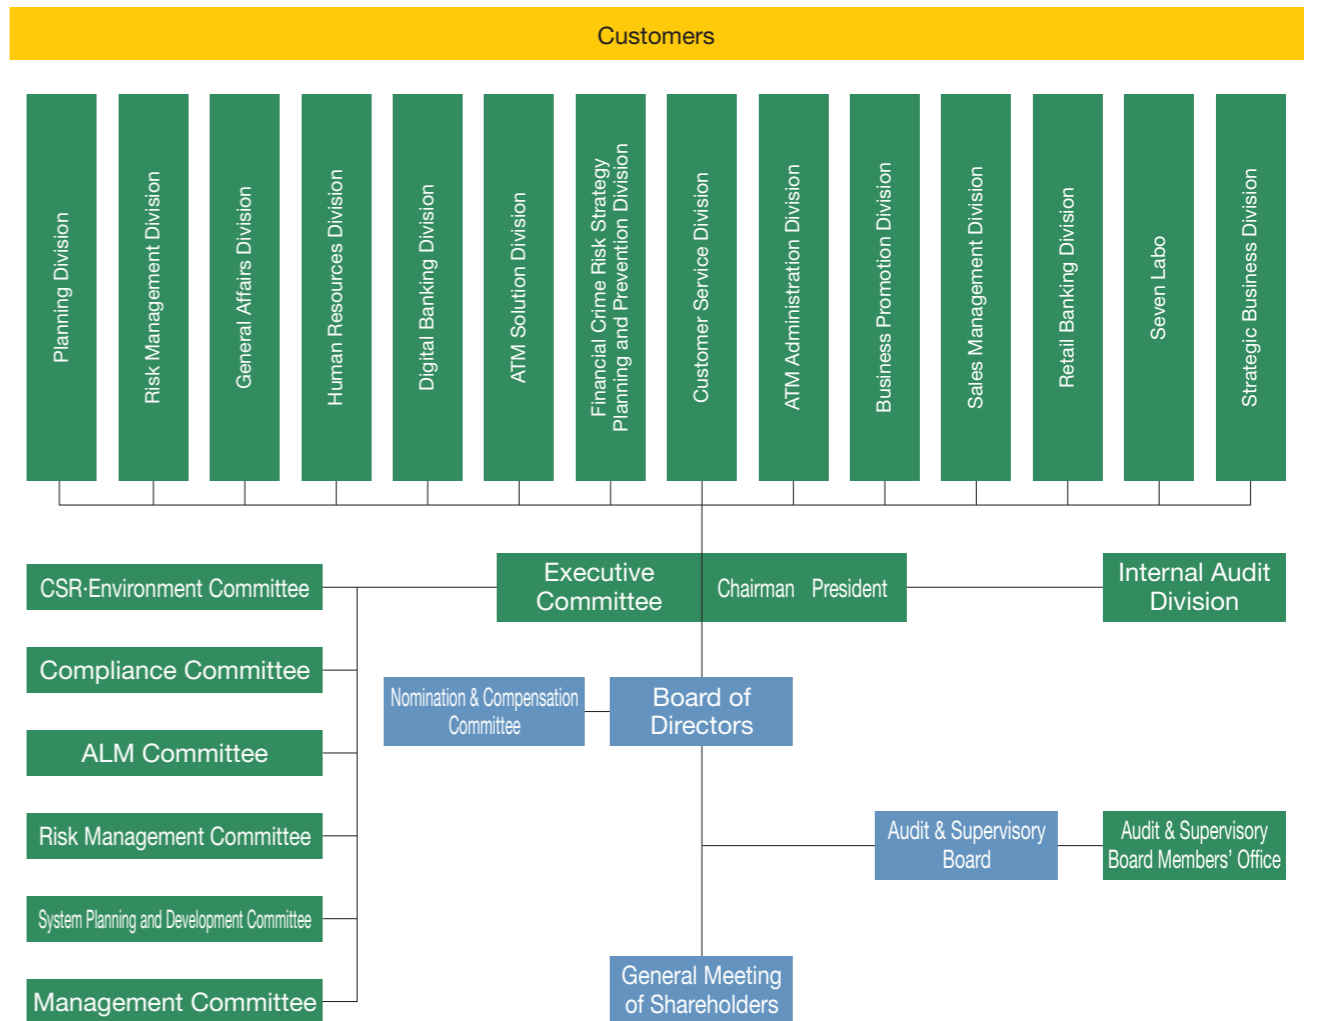 Customers
Planning Division
Risk Management Division
General Affairs Division
Human Resources Division
Digital Banking Division
ATM Solution Division
Financial Crime Risk Strategy
Planning and Prevention Division
Customer Service Division
ATM Administration Division
Business Promotion Division
Sales Management Division
Retail Banking Division
Seven Labo
Strategic Business Division
CSR·Environment Committee
Executive
Committee
Chairman President
Internal Audit
Division
Compliance Committee
Nomination & Compensation
Committee
Board of
Directors
ALM Committee
Risk Management Committee
Audit & Supervisory
Board
Audit & Supervisory
Board Members’ Office
System Planning and Development Committee
Management Committee
General Meeting
of Shareholders